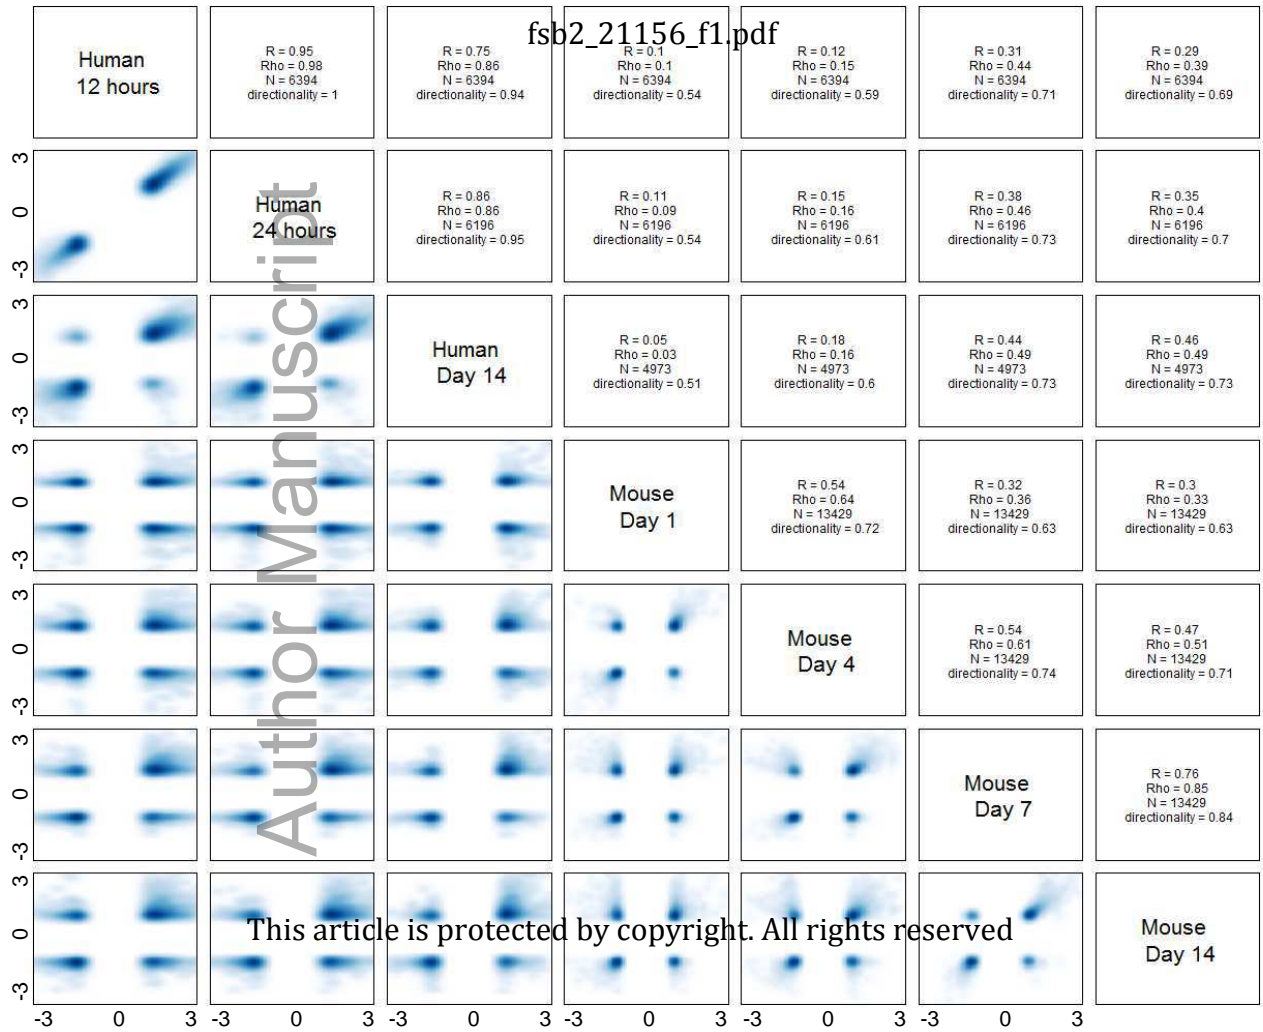 fsb2_21156_f1.pdf
Human
12 hours
R = 0.95
Rho = 0.98
N = 6394
directionality = 1
R = 0.75
Rho = 0.86
N = 6394
directionality = 0.94
R = 0.1
Rho = 0.1
N = 6394
directionality = 0.54
R = 0.12
Rho = 0.15
N = 6394
directionality = 0.59
R = 0.31
Rho = 0.44
N = 6394
directionality = 0.71
R = 0.29
Rho = 0.39
N = 6394
directionality = 0.69
3
0
-3
Human
24 hours
R = 0.86
Rho = 0.86
N = 6196
directionality = 0.95
R = 0.11
Rho = 0.09
N = 6196
directionality = 0.54
R = 0.15
Rho = 0.16
N = 6196
directionality = 0.61
R = 0.38
Rho = 0.46
N = 6196
directionality = 0.73
R = 0.35
Rho = 0.4
N = 6196
directionality = 0.7
3
0
-3
Human
Day 14
R = 0.05
Rho = 0.03
N = 4973
directionality = 0.51
R = 0.18
Rho = 0.16
N = 4973
directionality = 0.6
R = 0.44
Rho = 0.49
N = 4973
directionality = 0.73
R = 0.46
Rho = 0.49
N = 4973
directionality = 0.73
3
0
-3
Mouse
Day 1
R = 0.54
Rho = 0.64
N = 13429
directionality = 0.72
R = 0.32
Rho = 0.36
N = 13429
directionality = 0.63
R = 0.3
Rho = 0.33
N = 13429
directionality = 0.63
3
0
-3
Mouse
Day 4
R = 0.54
Rho = 0.61
N = 13429
directionality = 0.74
R = 0.47
Rho = 0.51
N = 13429
directionality = 0.71
3
0
-3
Mouse
Day 7
R = 0.76
Rho = 0.85
N = 13429
directionality = 0.84
3
0
-3
Mouse
Day 14
-3 0 3 -3 0 3 -3 0 3 -3 0 3 -3 0 3 -3 0 3
Author Manuscript
This article is protected by copyright. All rights reserved